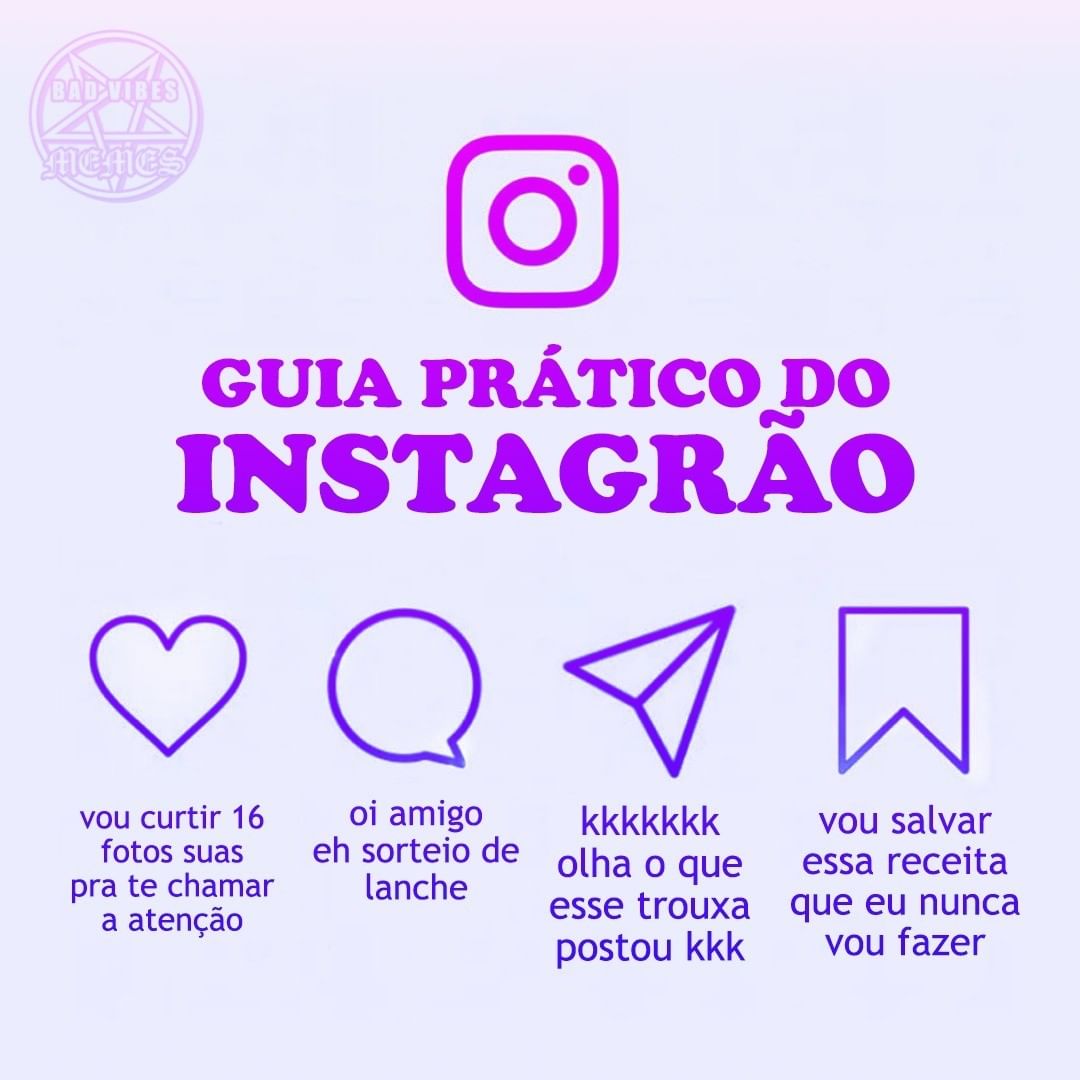 BAD VIBES
MEMES
GUIA PRÁTICO DO
INSTAGRÃO
vou curtir 16
fotos suas
pra te chamar
a atenção
oi amigo
eh sorteio de
lanche
kkkkkkk
olha o que
esse trouxa
postou kkk
vou salvar
essa receita
que eu nunca
vou fazer